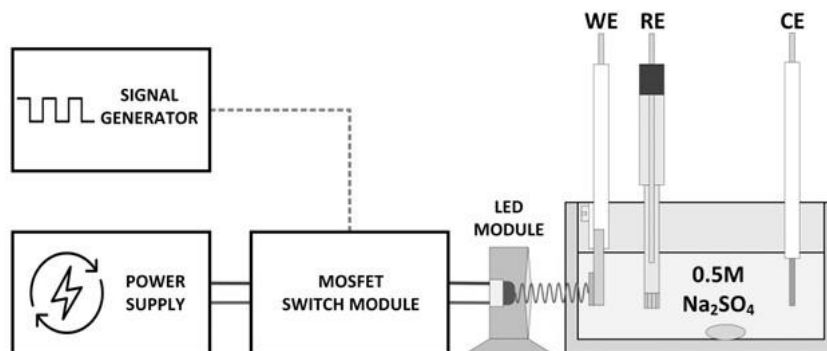 WE RE CE
SIGNAL
GENERATOR
LED
MODULE
POWER
SUPPLY
MOSFET
SWITCH MODULE
0.5M
Na₂SO₄